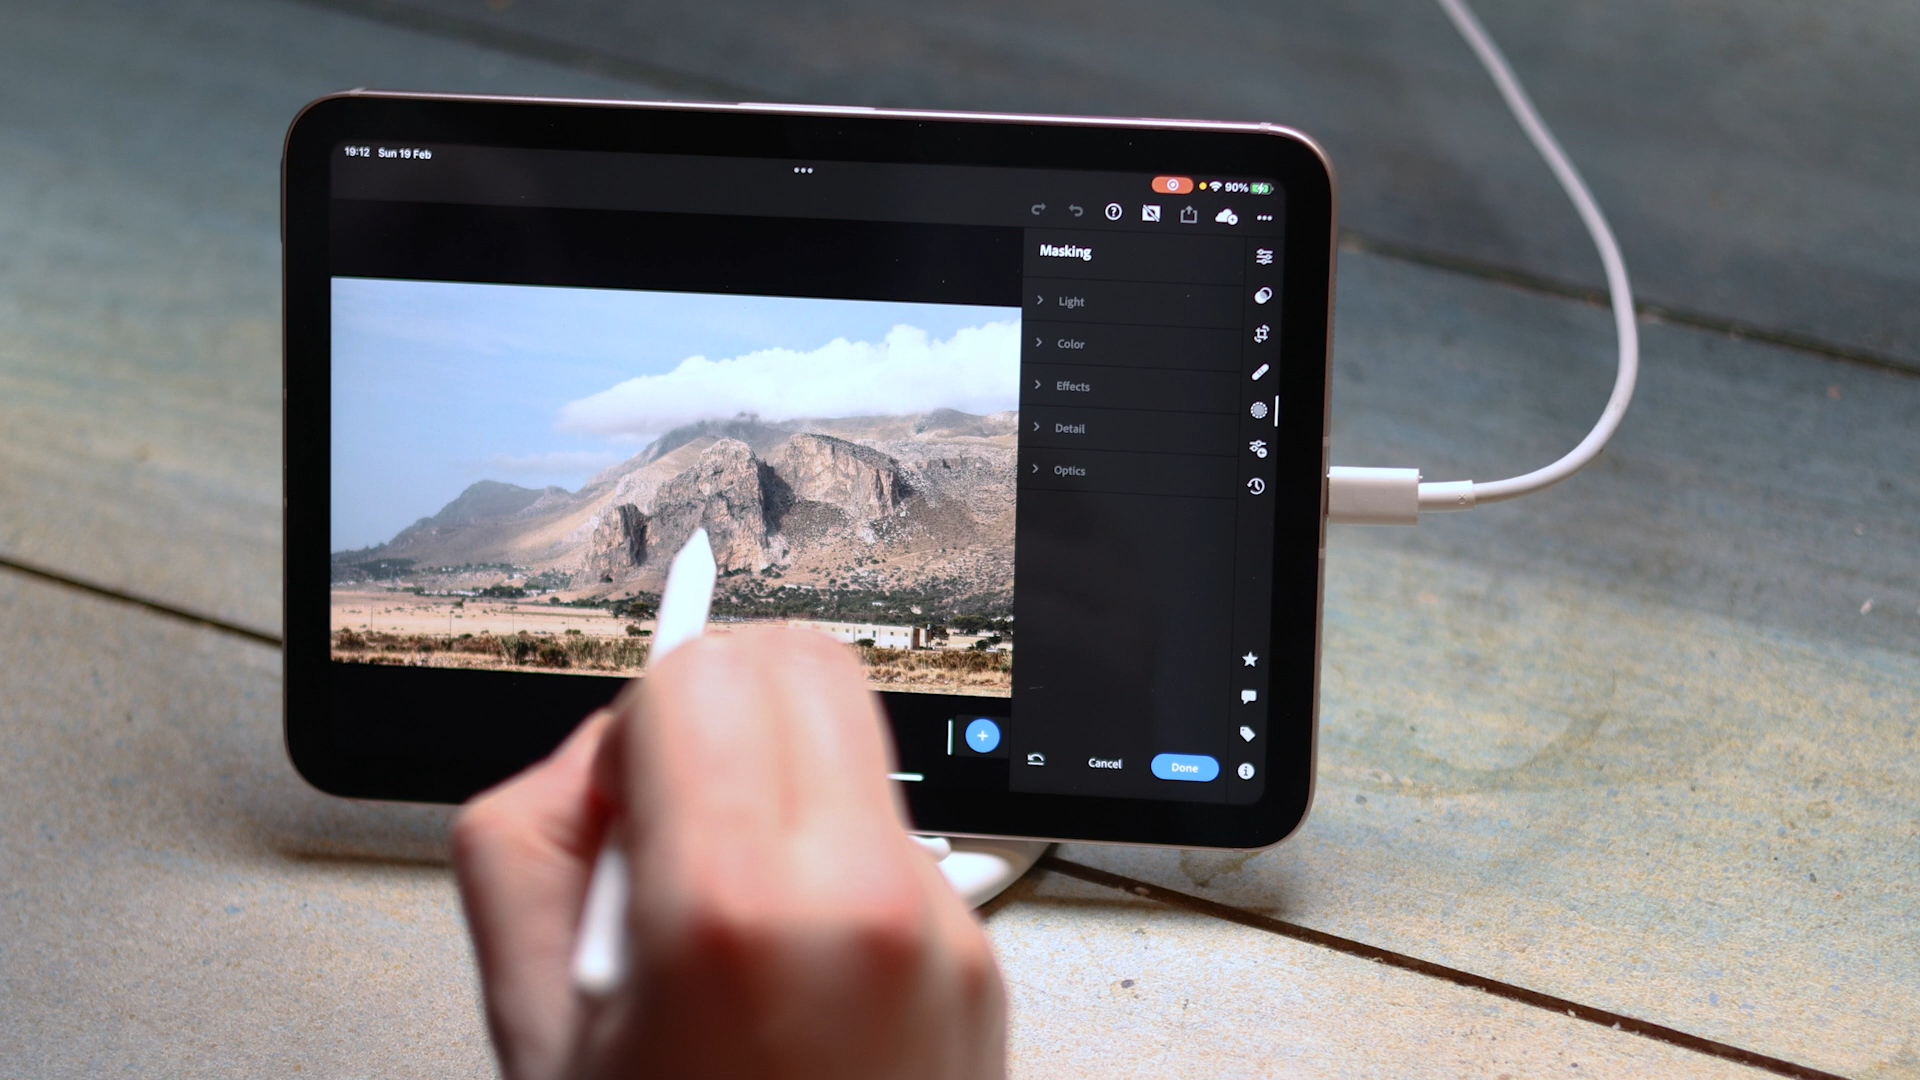 19:12 Sun 19 Feb
90%
Masking
Light
Color
Effects
Detail
Optics
Cancel
Done